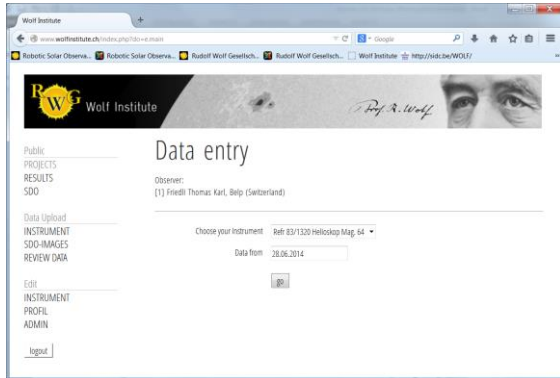 Wolf Institute
www.wolfinstitute.ch/index.php?do=e.main
Google
Robotic Solar Observa... Robotic Solar Observa... Rudolf Wolf Gesellsch... Rudolf Wolf Gesellsch... Wolf Institute http://sidc.be/WOLF/
RWG Wolf Institute Prof. R. Wolf
Data entry
Observer:
[1] Friedli Thomas Karl, Belp (Switzerland)
Public
PROJECTS
RESULTS
SDO
Data Upload
INSTRUMENT
SDO-IMAGES
REVIEW DATA
Edit
INSTRUMENT
PROFIL
ADMIN
logout
Choose your Instrument Refr 83/1320 Helioskop Mag. 64
Data from 28.06.2014
go